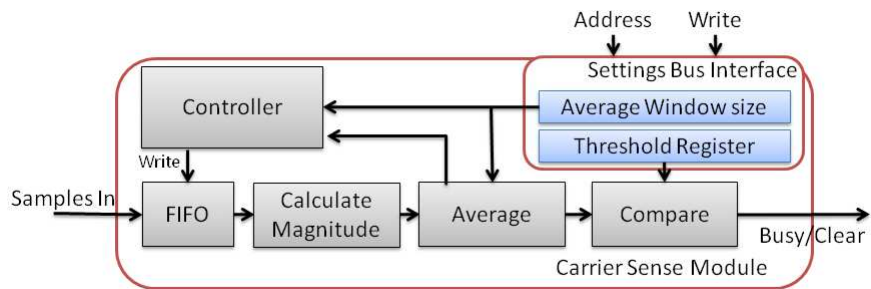 Address
Write
Settings Bus Interface
Controller
Average Window size
Threshold Register
Write
Samples In
FIFO
Calculate
Magnitude
Average
Compare
Busy/Clear
Carrier Sense Module